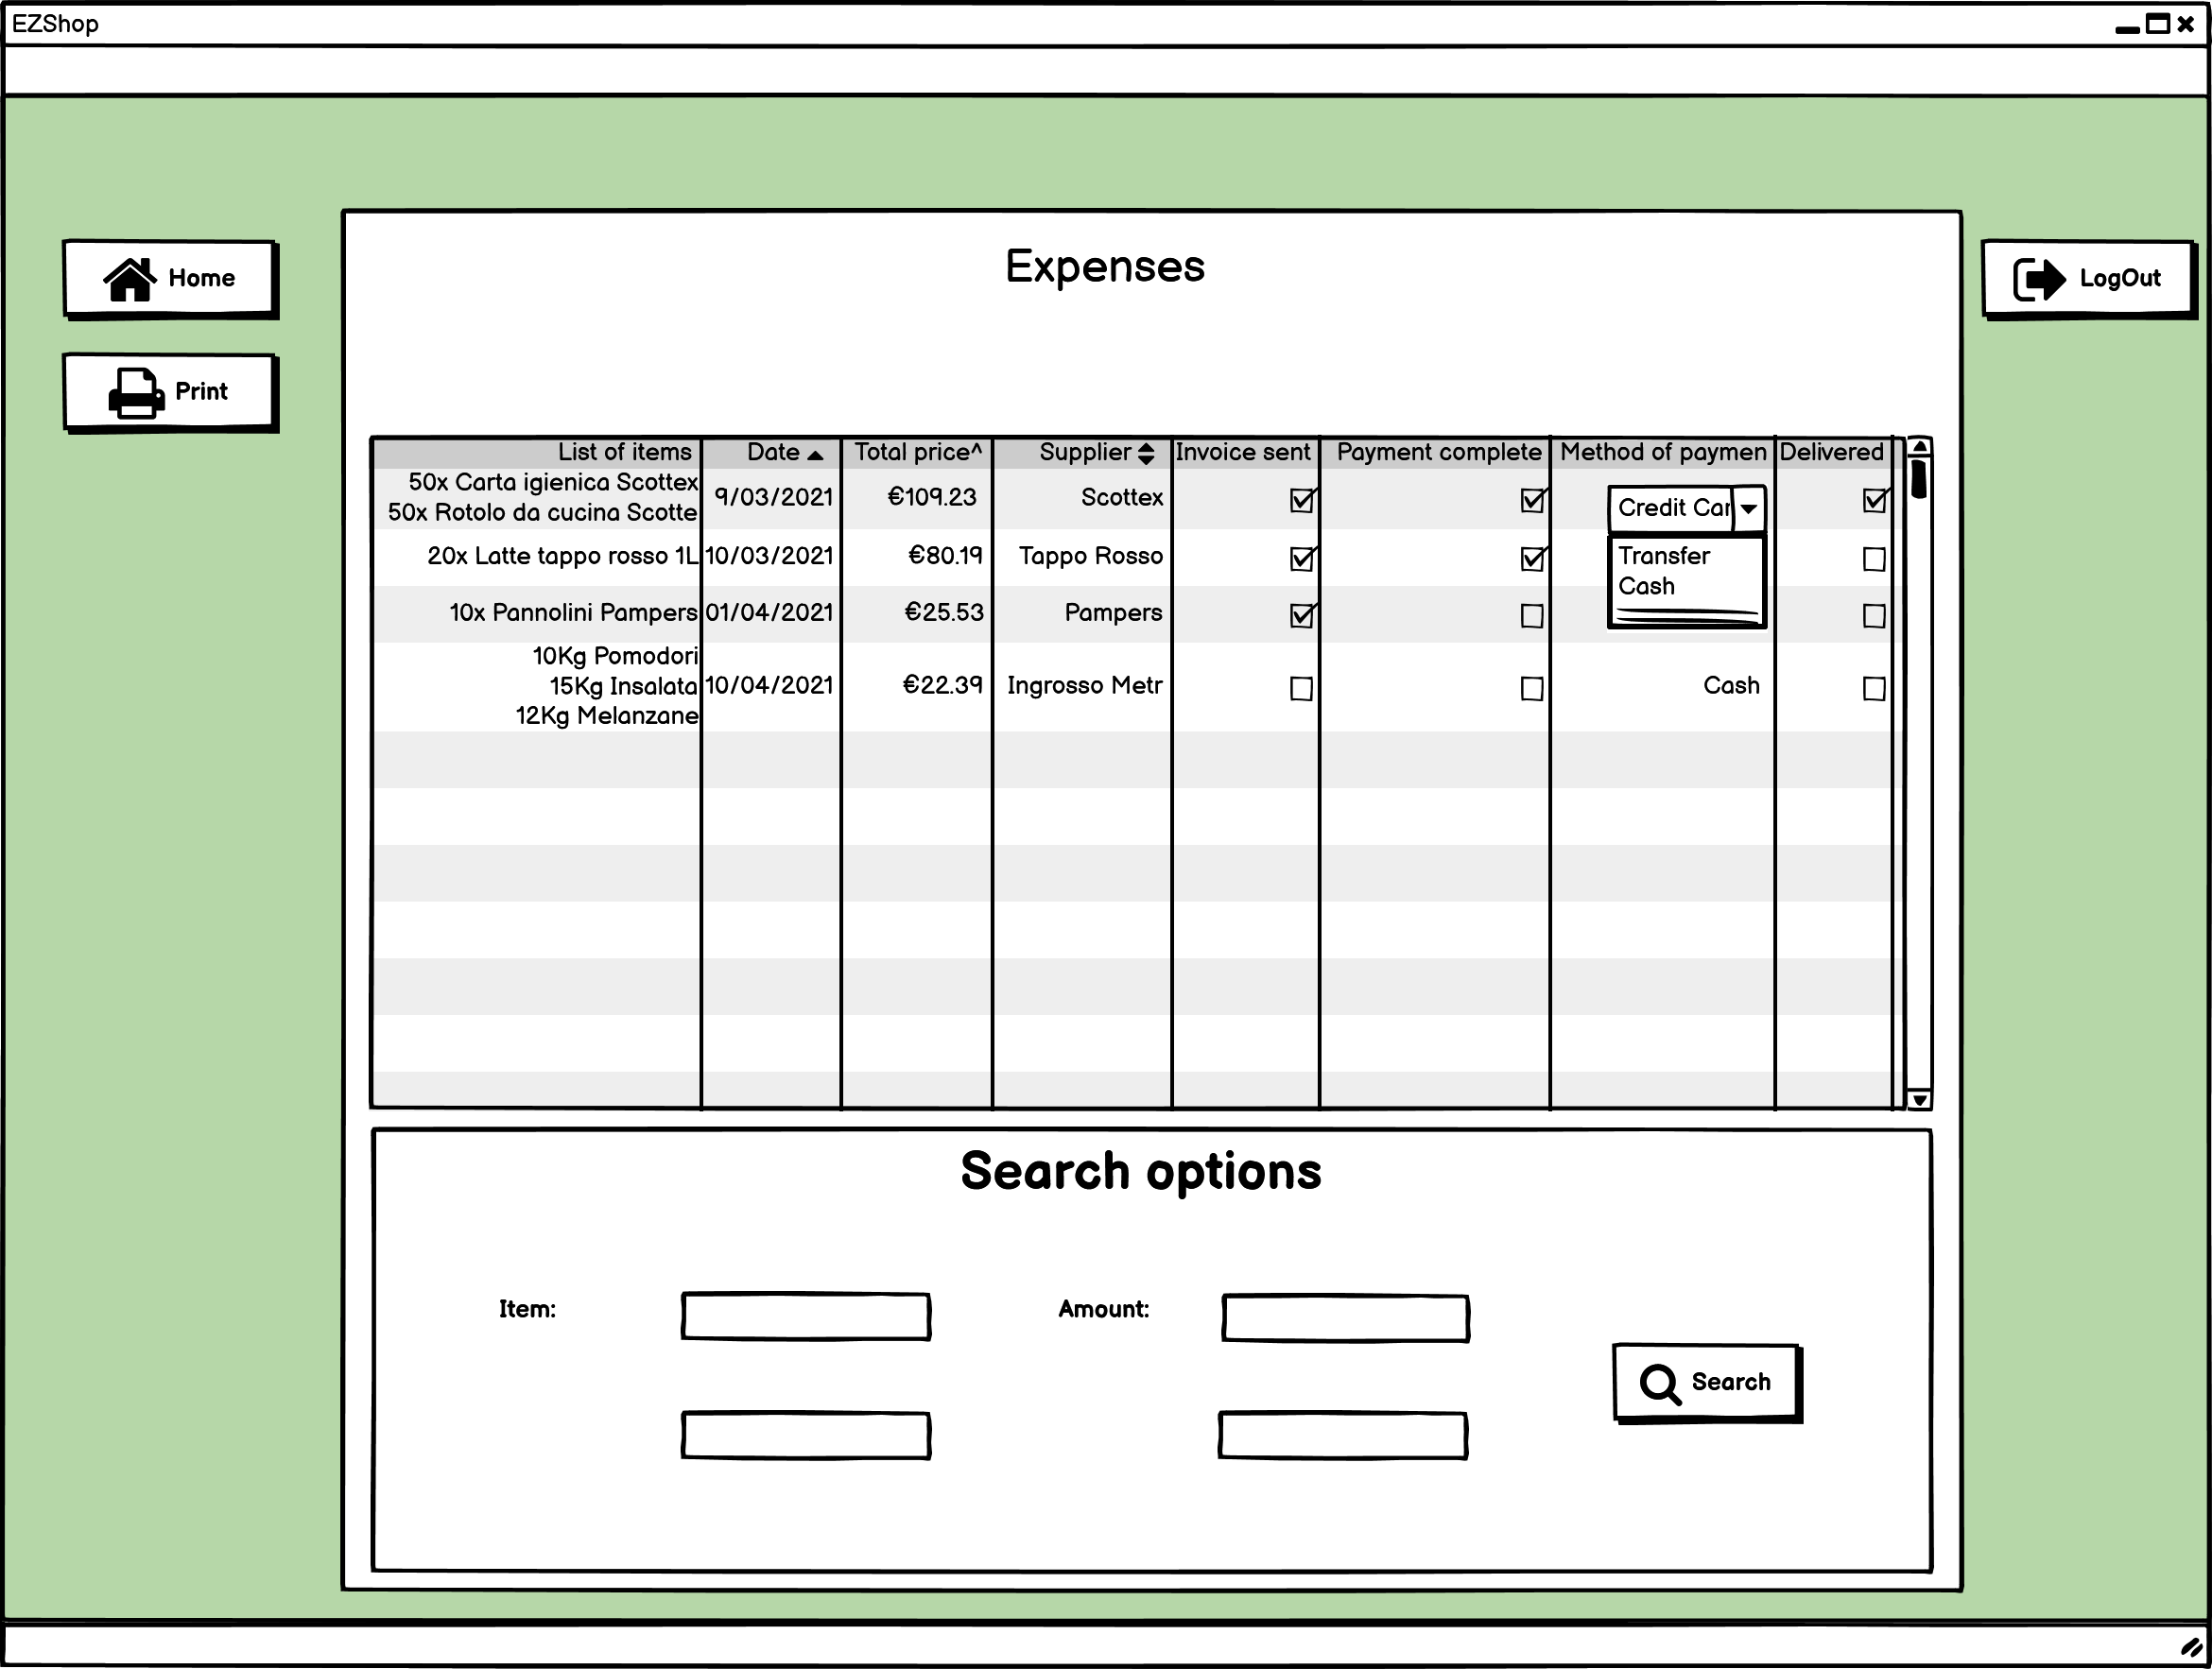 EZShop
Home
Print
LogOut
Expenses
List of items Date Total price^ Supplier Invoice sent Payment complete Method of paymen Delivered
50x Carta igienica Scottex
50x Rotolo da cucina Scotte
9/03/2021 €109.23 Scottex Credit Car
20x Latte tappo rosso 1L 10/03/2021 €80.19 Tappo Rosso
Transfer
Cash
10x Pannolini Pampers 01/04/2021 €25.53 Pampers
10Kg Pomodori
15Kg Insalata 10/04/2021 €22.39 Ingrosso Metr Cash
12Kg Melanzane
Search options
Item: Amount:
Search